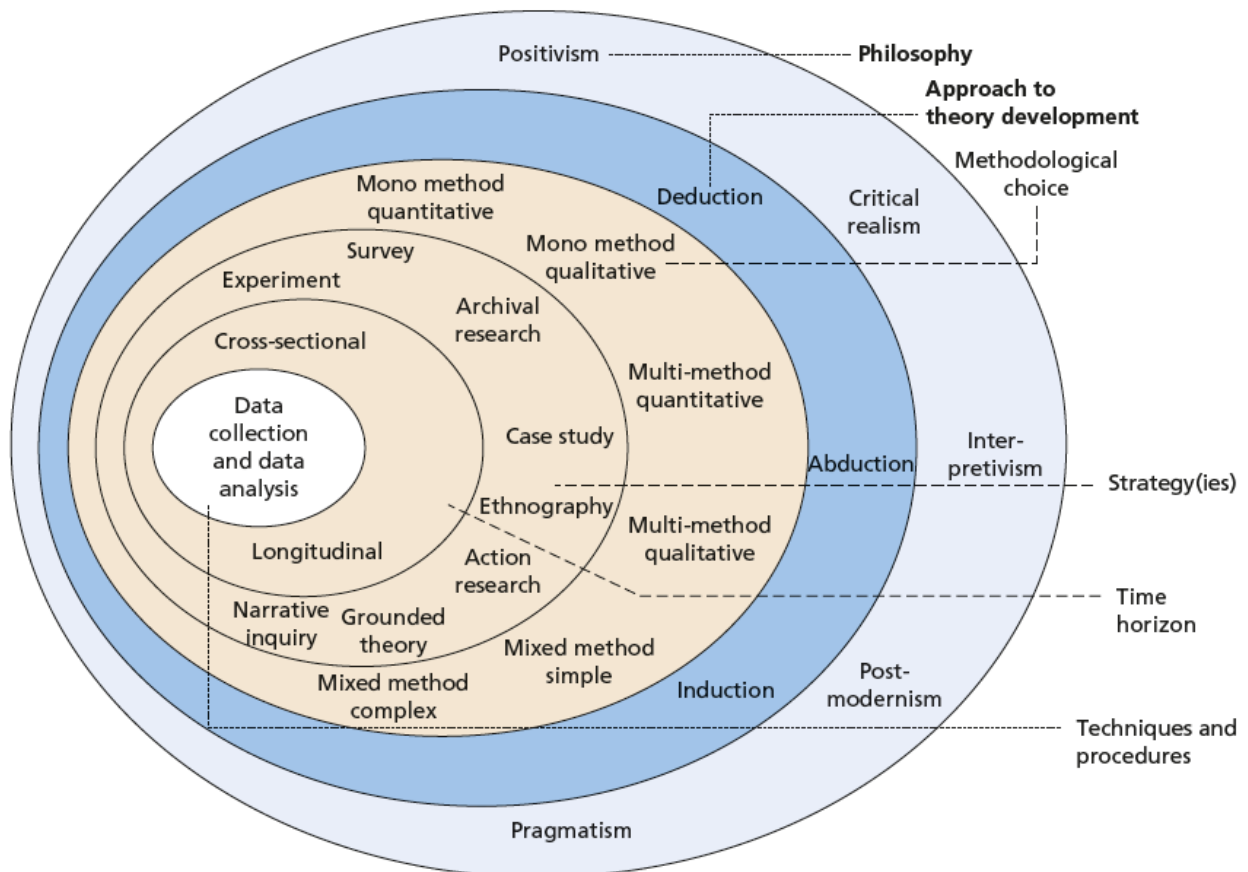 Positivism
Philosophy
Approach to
theory development
Methodological
choice
Mono method
quantitative
Deduction
Critical
realism
Mono method
qualitative
Survey
Experiment
Archival
research
Cross-sectional
Multi-method
quantitative
Data
collection
and data
analysis
Case study
Abduction
Inter-
pretivism
Strategy(ies)
Ethnography
Multi-method
qualitative
Longitudinal
Action
research
Time
horizon
Narrative
inquiry
Grounded
theory
Mixed method
simple
Mixed method
complex
Induction
Post-
modernism
Techniques and
procedures
Pragmatism